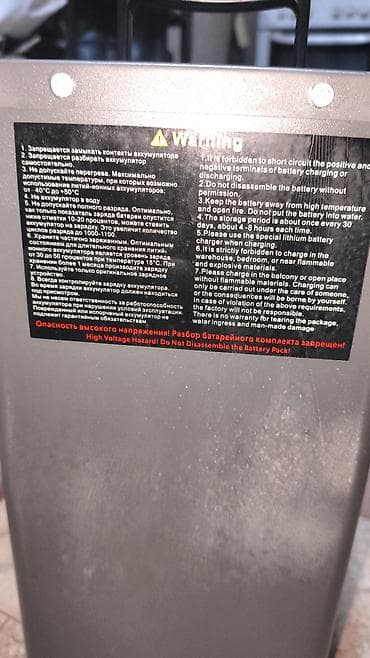 Warning
1. Запрещается замыкать контакты аккумулятора
2. Запрещается разбирать аккумулятор
самостоятельно.
3. Не допускайте перегрева. Максимально
допустимые температуры, при которых возможно
использование литий-ионных аккумуляторов:
от -40°C до +50°C
4. Не аккумулятор в воду
5. Не допускайте полного разряда. Оптимально,
как только показатель заряда батареи опустился
ниже отметки 10-20 процентов, можете ставить
аккумулятор на зарядку. Это увеличит количество
циклов разряда до 1000-1100.
6. Храните частично заряженным. Оптимальным
состоянием для длительного хранения литий-
ионного аккумулятора является уровень заряда
от 30 до 50 процентов при температуре 15°C. При
хранении более 1 месяца производите зарядку
7. Используйте только оригинальное зарядное
8. Всегда контролируйте зарядку аккумулятора.
Во время зарядки аккумулятор должен находиться
под присмотром.
Мы не несем ответственность за работоспособность
аккумулятора при нарушении условий эксплуатации.
Поврежденный или испорченный аккумулятор не
подлежит гарантийным обязательствам
1.It is forbidden to short circuit the positive and
negative terminals of battery charging or
discharging.
2.Do not disassemble the battery without
permission.
3.Keep the battery away from high temperature
and open fire. Do not put the battery into water.
4.The storage period is about once every 30
days, about 4 -8 hours each time.
5.Please use the special lithium battery
charger when charging.
6.It is strictly forbidden to charge in the
warehouse, bedroom, or near flammable
and explosive materials.
7.Please charge in the balcony or open place
without flammable materials. Charging can
only be carried out under the care of someone,
or the consequences will be borne by yourself.
In case of violation of the above requirements,
the factory will not be responsible.
There is no warranty for tearing the package,
water ingress and man-made damage
Опасность высокого напряжения! Разбор батарейного комплекта запрещен!
High Voltage Hazard! Do Not Disassemble the Battery Pack!